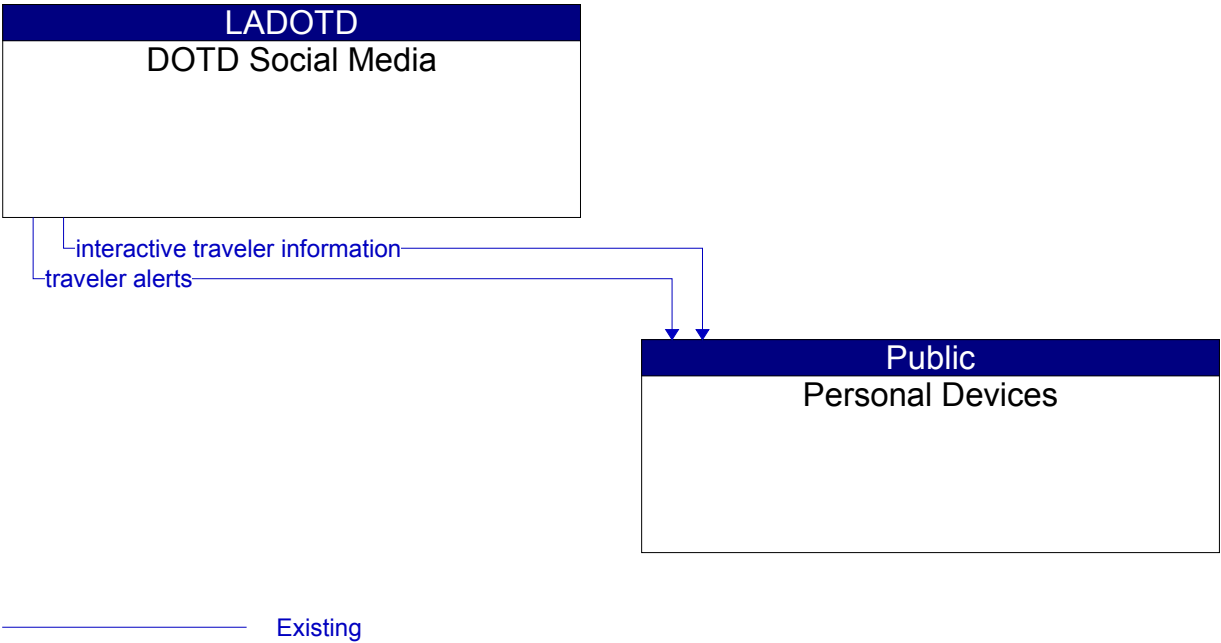 LADOTD
DOTD Social Media
interactive traveler information
traveler alerts
Public
Personal Devices
Existing